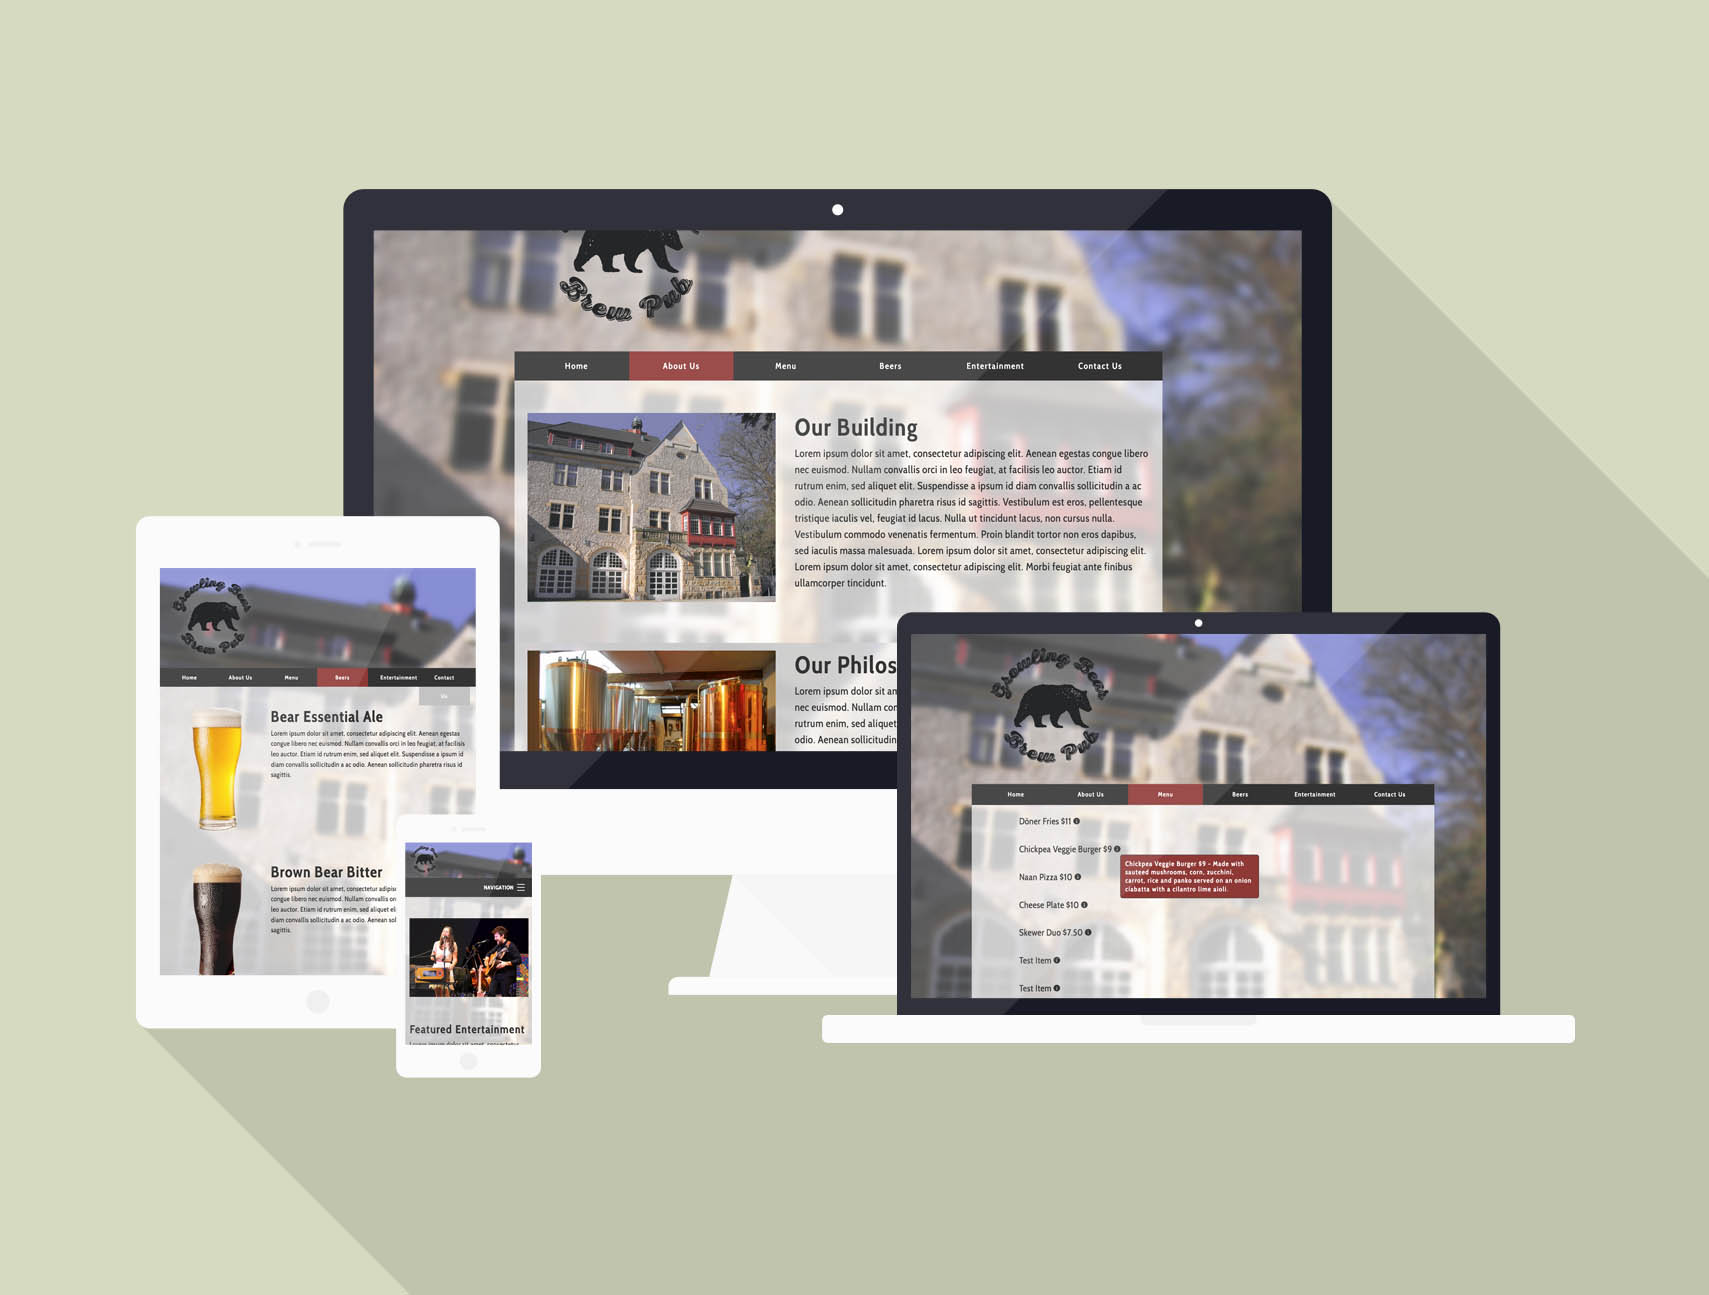 Brew Pub
Home
About Us
Menu
Beers
Entertainment
Contact Us
Our Building
Lorem ipsum dolor sit amet, consectetur adipiscing elit. Aenean egestas congue libero
nec euismod. Nullam convallis orci in leo feugiat, at facilisis leo auctor. Etiam id
rutrum enim, sed aliquet elit. Suspendisse a ipsum id diam convallis sollicitudin a ac
odio. Aenean sollicitudin pharetra risus id sagittis. Vestibulum est eros, pellentesque
tristique iaculis vel, feugiat id lacus. Nulla ut tincidunt lacus, non cursus nulla.
Vestibulum commodo venenatis fermentum. Proin blandit tortor non eros dapibus,
sed iaculis massa malesuada. Lorem ipsum dolor sit amet, consectetur adipiscing elit.
Lorem ipsum dolor sit amet, consectetur adipiscing elit. Morbi feugiat ante finibus
ullamcorper tincidunt.
Our Philos
Lorem ipsum dolor sit an
nec euismod. Nullam con
rutrum enim, sed aliquet
odio. Aenean sollicitudin
Growling Bear
Brew Pub
Home
About Us
Menu
Beers
Entertainment
Contact
Us
Bear Essential Ale
Lorem ipsum dolor sit amet, consectetur adipiscing elit. Aenean egestas
congue libero nec euismod. Nullam convallis orci in leo feugiat, at facilisis
leo auctor. Etiam id rutrum enim, sed aliquet elit. Suspendisse a ipsum id
diam convallis sollicitudin a ac odio. Aenean sollicitudin pharetra risus id
sagittis.
Brown Bear Bitter
Lorem ipsum dolor sit amet, consectetur adipis
congue libero nec euismod. Nullam convallis or
leo auctor. Etiam id rutrum enim, sed aliquet el
diam convallis sollicitudin a ac odio. Aenean sol
sagittis.
NAVIGATION
Featured Entertainment
Lorem ipsum dolor sit amet, consectetur
Growling Bear
Brew Pub
Home
About Us
Menu
Beers
Entertainment
Contact Us
Döner Fries $11
Chickpea Veggie Burger $9
Chickpea Veggie Burger $9 - Made with
sauteed mushrooms, corn, zucchini,
carrot, rice and panko served on an onion
ciabatta with a cilantro lime aioli.
Naan Pizza $10
Cheese Plate $10
Skewer Duo $7.50
Test Item
Test Item